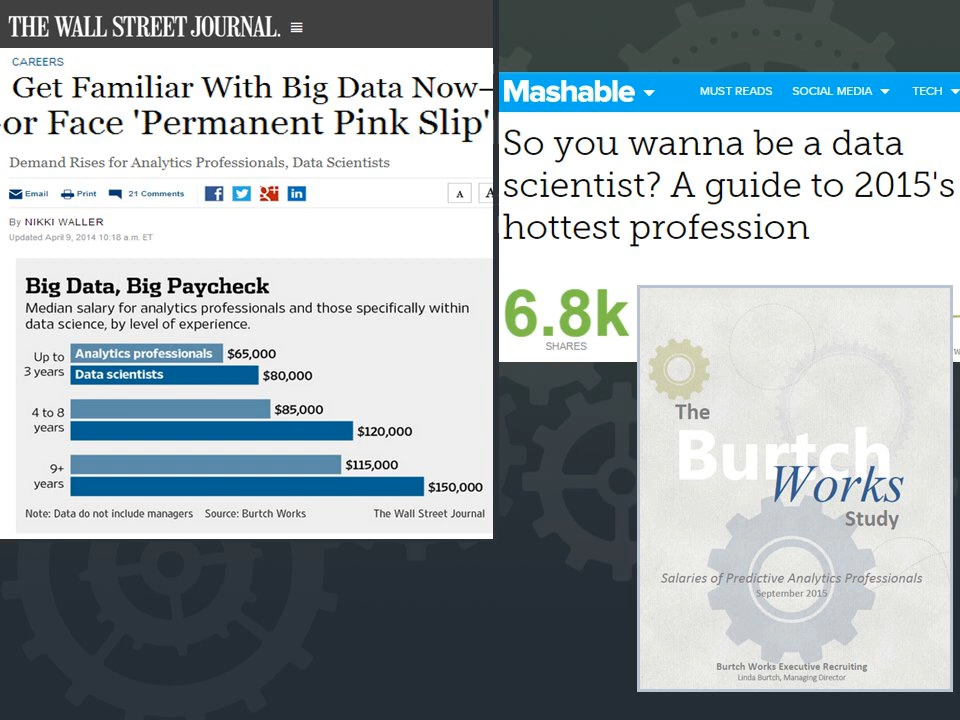 THE WALL STREET JOURNAL.
CAREERS
Get Familiar With Big Data Now–
-or Face 'Permanent Pink Slip'
Demand Rises for Analytics Professionals, Data Scientists
Email Print 21 Comments
A A
By NIKKI WALLER
Updated April 9, 2014 10:18 a.m. ET
Big Data, Big Paycheck
Median salary for analytics professionals and those specifically within
data science, by level of experience.
Up to
3 years
Analytics professionals $65,000
Data scientists $80,000
4 to 8
years
$85,000
$120,000
9+
years
$115,000
$150,000
Note: Data do not include managers Source: Burtch Works The Wall Street Journal
Mashable MUST READS SOCIAL MEDIA TECH
So you wanna be a data
scientist? A guide to 2015's
hottest profession
6.8k
SHARES
The
Burtch
Works
Study
Salaries of Predictive Analytics Professionals
September 2015
Burtch Works Executive Recruiting
Linda Burtch, Managing Director